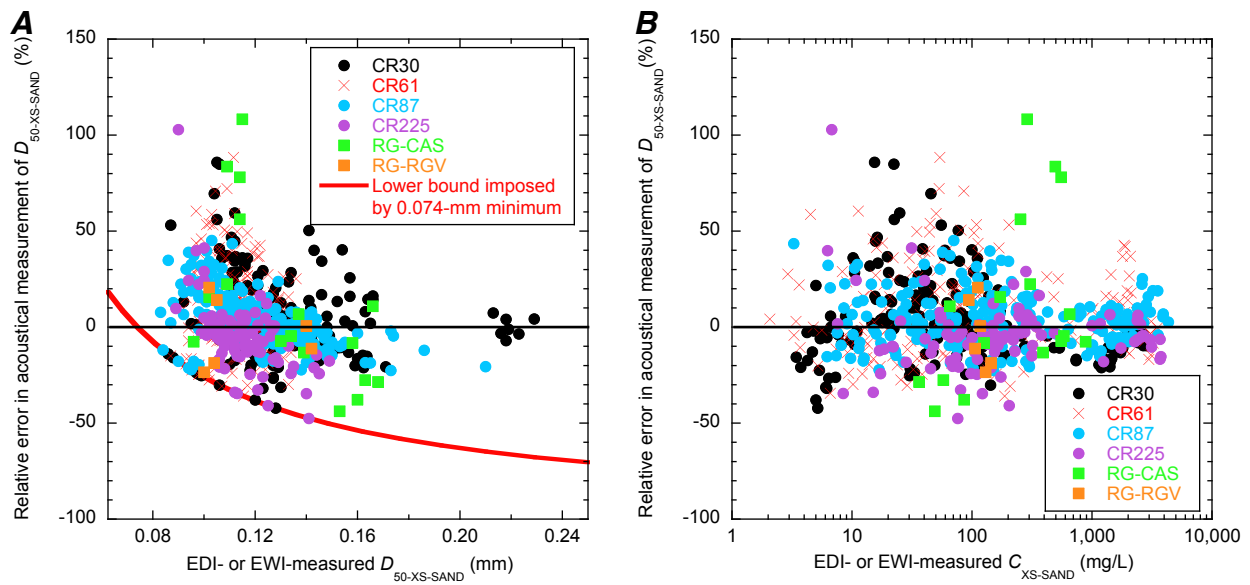 A
Relative error in acoustical measurement of D50-XS-SAND (%)
150
100
50
0
-50
-100
CR30
CR61
CR87
CR225
RG-CAS
RG-RGV
Lower bound imposed
by 0.074-mm minimum
0.08
0.12
0.16
0.20
0.24
EDI- or EWI-measured D50-XS-SAND (mm)
B
Relative error in acoustical measurement of D50-XS-SAND (%)
150
100
50
0
-50
-100
CR30
CR61
CR87
CR225
RG-CAS
RG-RGV
1
10
100
1,000
10,000
EDI- or EWI-measured CXS-SAND (mg/L)